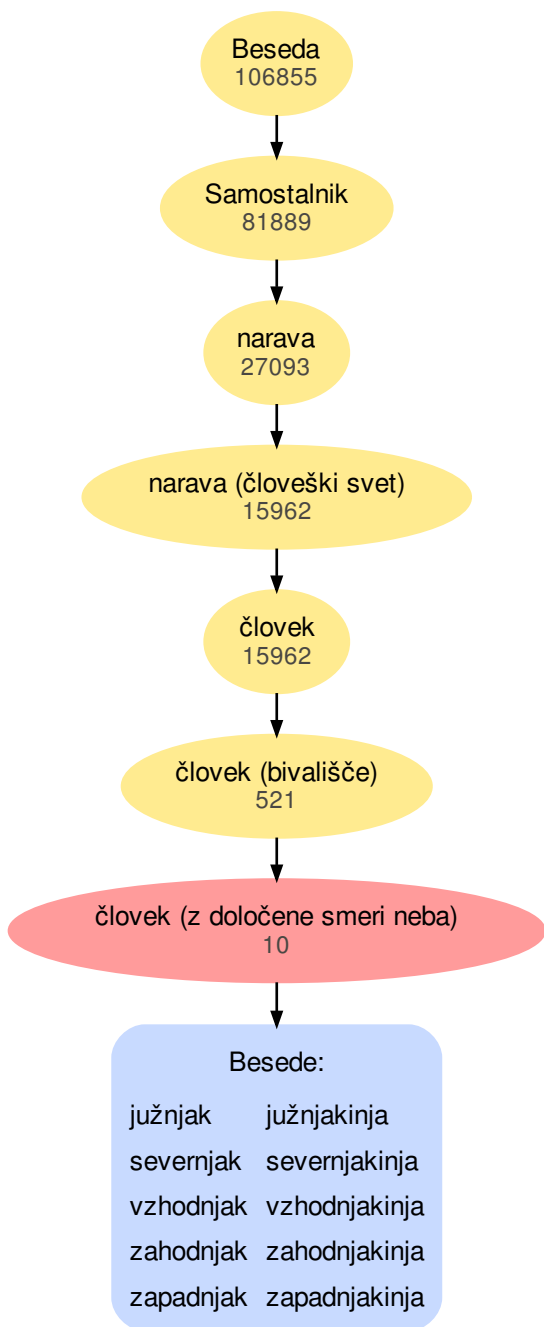 Beseda
106855
Samostalnik
81889
narava
27093
narava (človeški svet)
15962
človek
15962
človek (bivališče)
521
človek (z določene smeri neba)
10
Besede:
južnjak južnjakinja
severnjak severnjakinja
vzhodnjak vzhodnjakinja
zahodnjak zahodnjakinja
zapadnjak zapadnjakinja